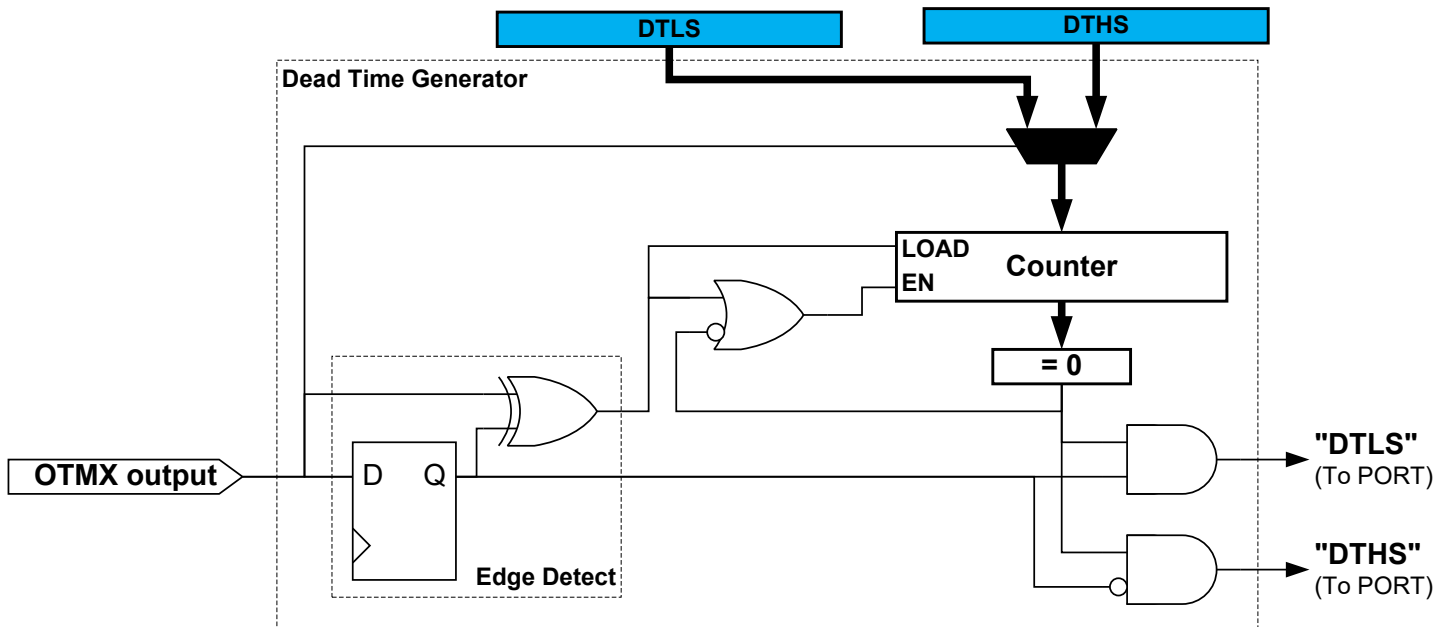 DTLS
DTHS
Dead Time Generator
LOAD
EN
Counter
= 0
OTMX output
D
Q
Edge Detect
"DTLS"
(To PORT)
"DTHS"
(To PORT)